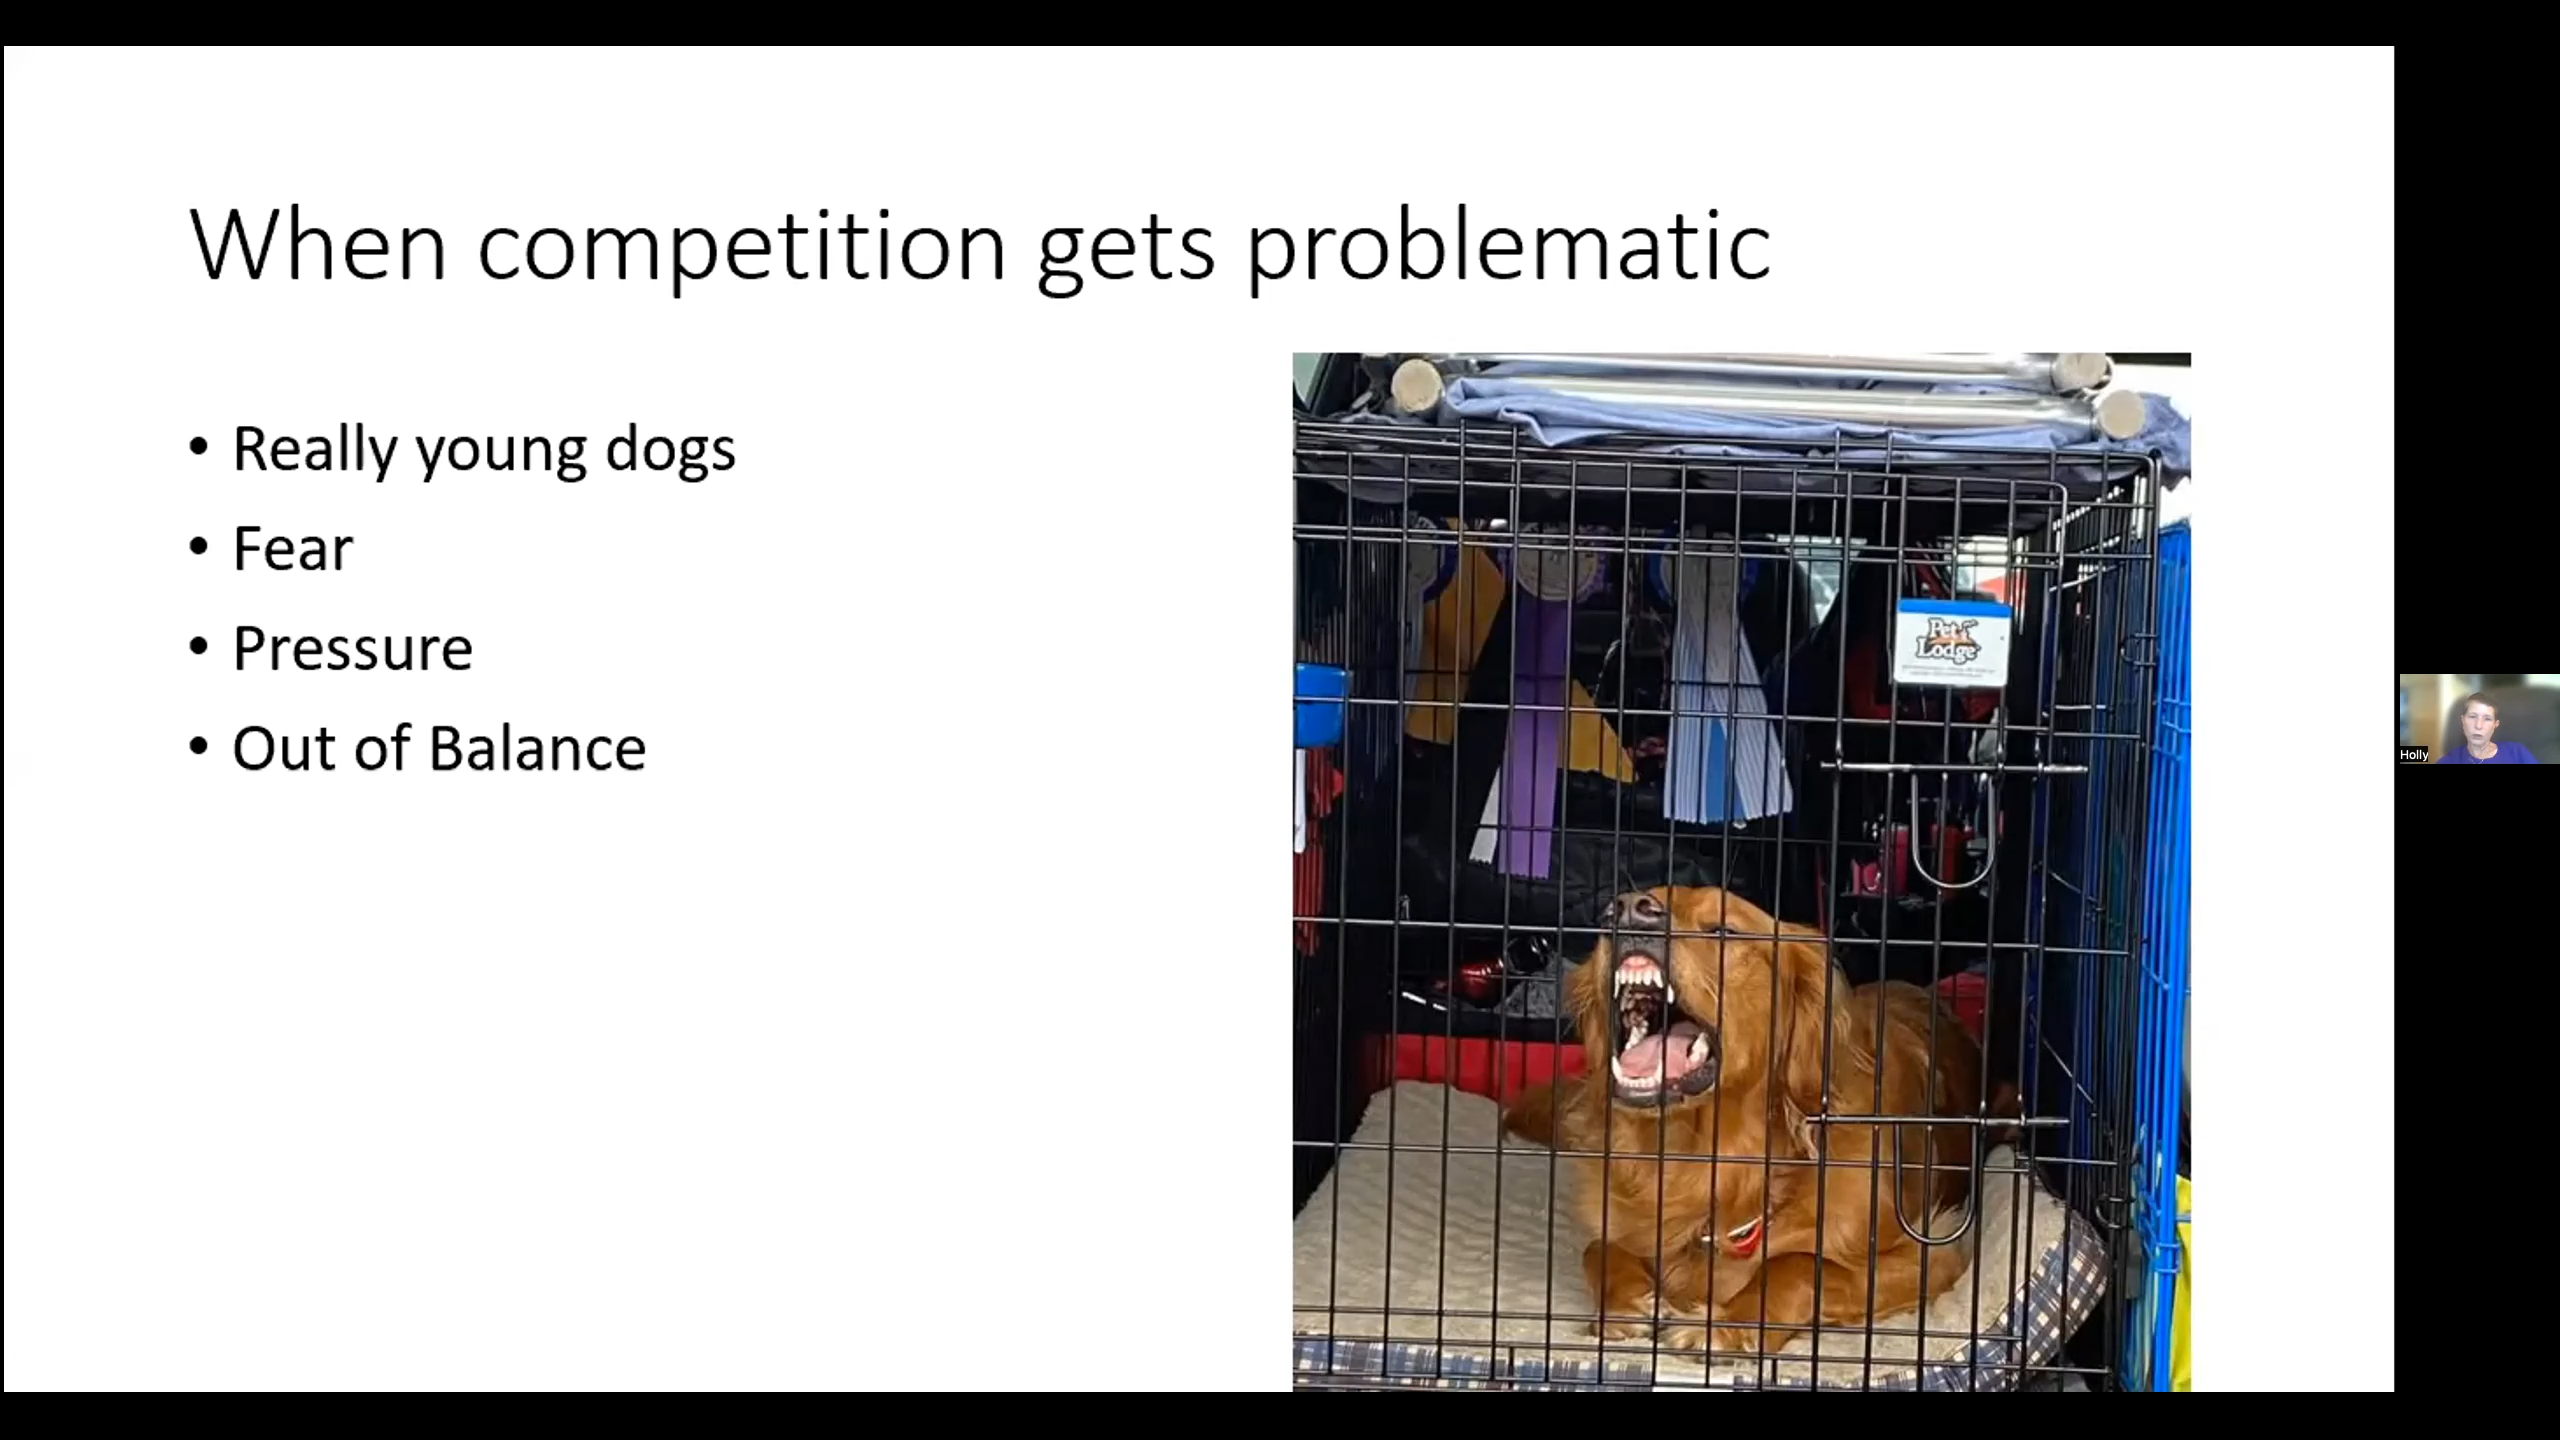 When competition gets problematic
• Really young dogs
• Fear
• Pressure
• Out of Balance
Pet
Lodge
Holly